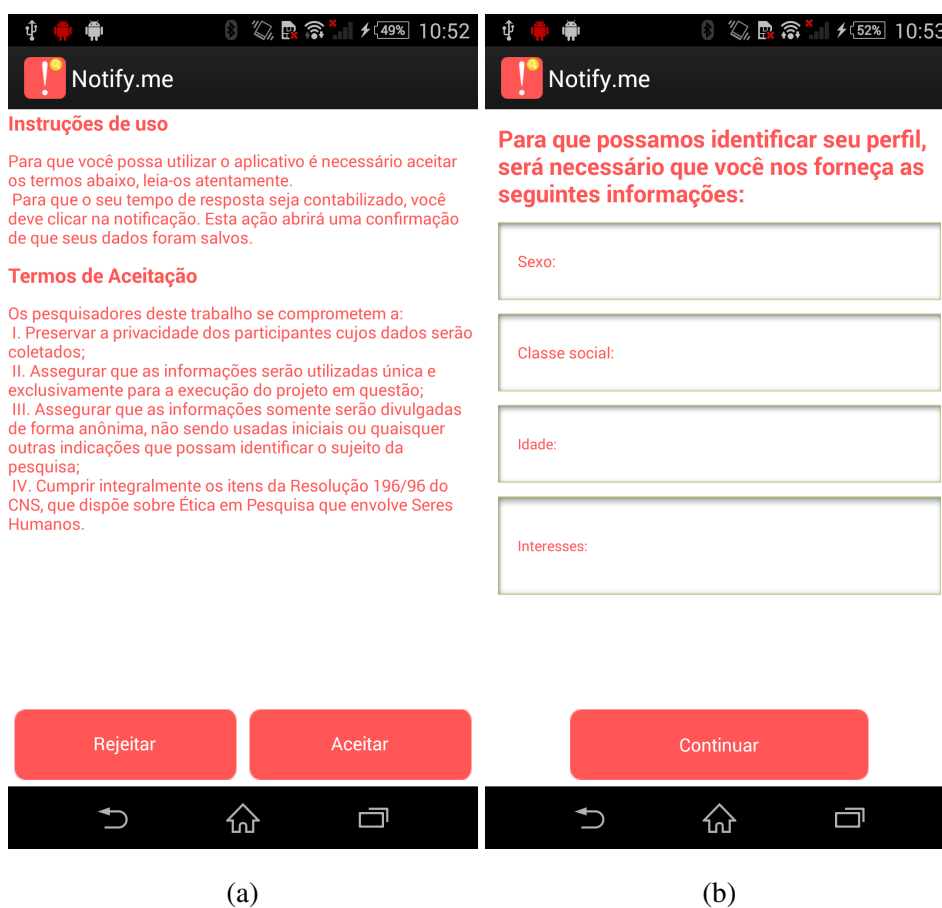 49% 10:52
Notify.me
Instruções de uso
Para que você possa utilizar o aplicativo é necessário aceitar
os termos abaixo, leia-os atentamente.
Para que o seu tempo de resposta seja contabilizado, você
deve clicar na notificação. Esta ação abrirá uma confirmação
de que seus dados foram salvos.
Termos de Aceitação
Os pesquisadores deste trabalho se comprometem a:
I. Preservar a privacidade dos participantes cujos dados serão
coletados;
II. Assegurar que as informações serão utilizadas única e
exclusivamente para a execução do projeto em questão;
III. Assegurar que as informações somente serão divulgadas
de forma anônima, não sendo usadas iniciais ou quaisquer
outras indicações que possam identificar o sujeito da
pesquisa;
IV. Cumprir integralmente os itens da Resolução 196/96 do
CNS, que dispõe sobre Ética em Pesquisa que envolve Seres
Humanos.
Rejeitar Aceitar
(a)
52% 10:53
Notify.me
Para que possamos identificar seu perfil,
será necessário que você nos forneça as
seguintes informações:
Sexo:
Classe social:
Idade:
Interesses:
Continuar
(b)